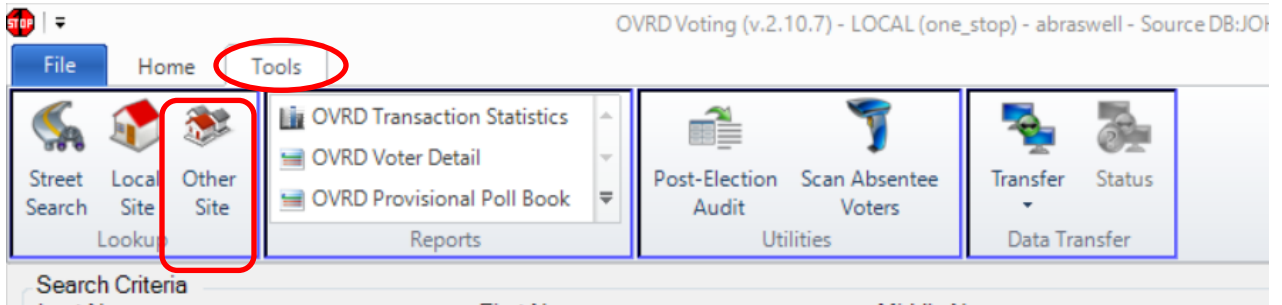 STOP
OVRD Voting (v.2.10.7) - LOCAL (one_stop) - abraswell - Source DB:JOH
File Home Tools
OVRD Transaction Statistics
OVRD Voter Detail
OVRD Provisional Poll Book
Street Search
Local Site
Other Site
Post-Election Audit
Scan Absentee Voters
Transfer
Status
Lookup
Reports
Utilities
Data Transfer
Search Criteria